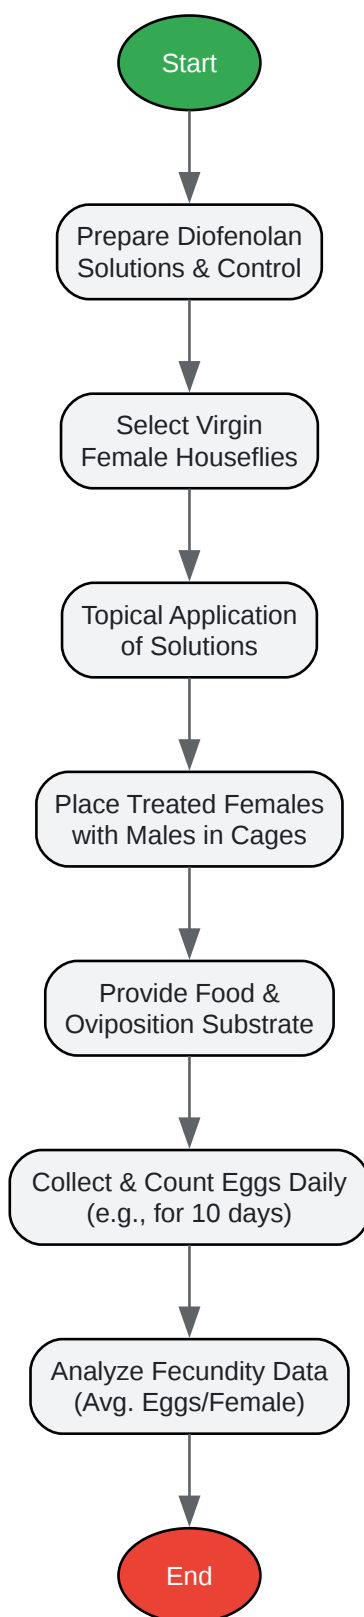 Start
Prepare Diofenolan
Solutions & Control
Select Virgin
Female Houseflies
Topical Application
of Solutions
Place Treated Females
with Males in Cages
Provide Food &
Oviposition Substrate
Collect & Count Eggs Daily
(e.g., for 10 days)
Analyze Fecundity Data
(Avg. Eggs/Female)
End